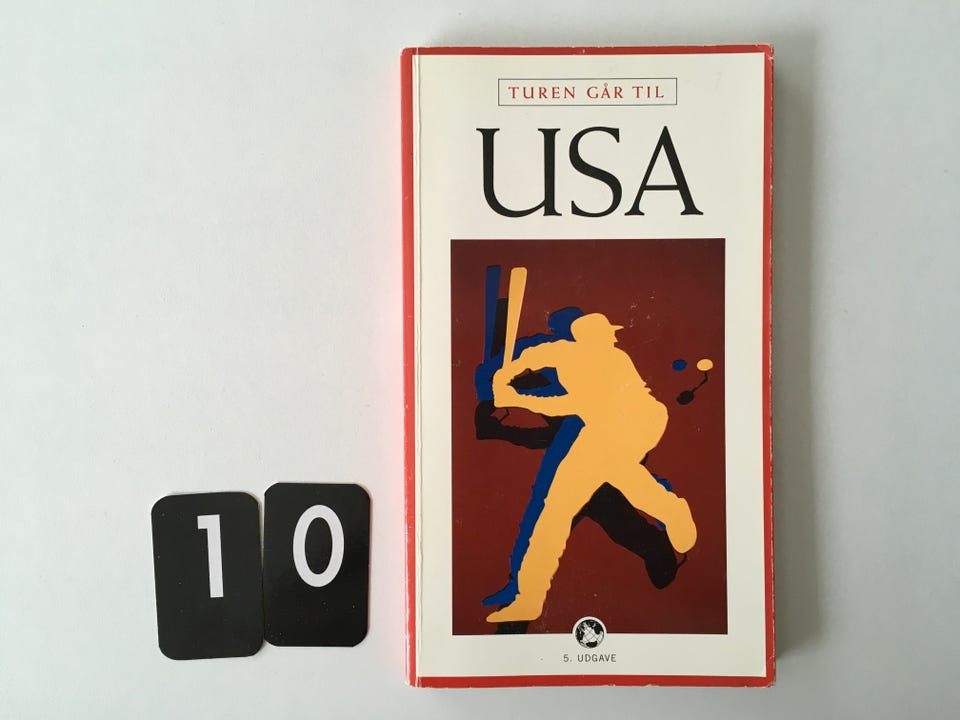 TUREN GÅR TIL
USA
10
5. UDGAVE